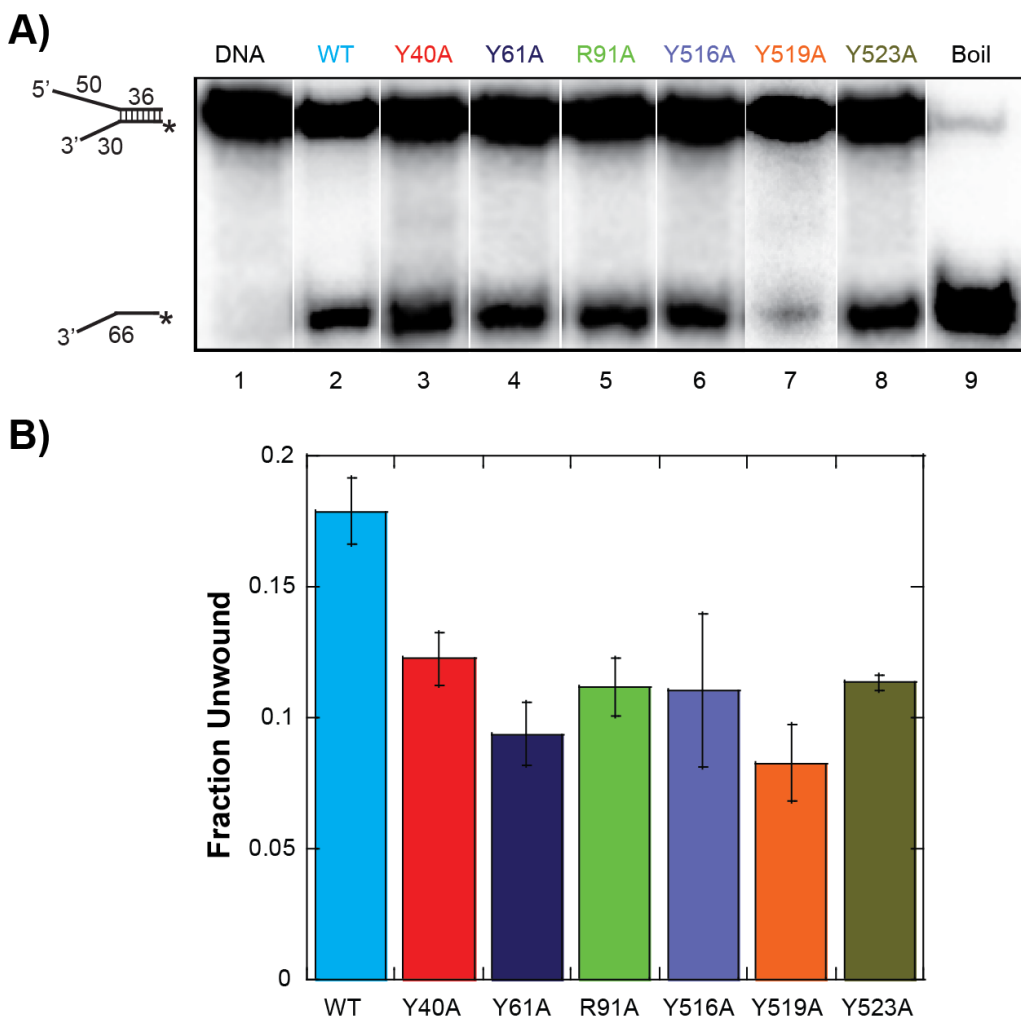 A)
DNA WT Y40A Y61A R91A Y516A Y519A Y523A Boil
5’ 50 36
*
3’ 30
*
3’ 66
1 2 3 4 5 6 7 8 9
B)
0.2
0.15
0.1
0.05
0
Fraction Unwound
WT Y40A Y61A R91A Y516A Y519A Y523A